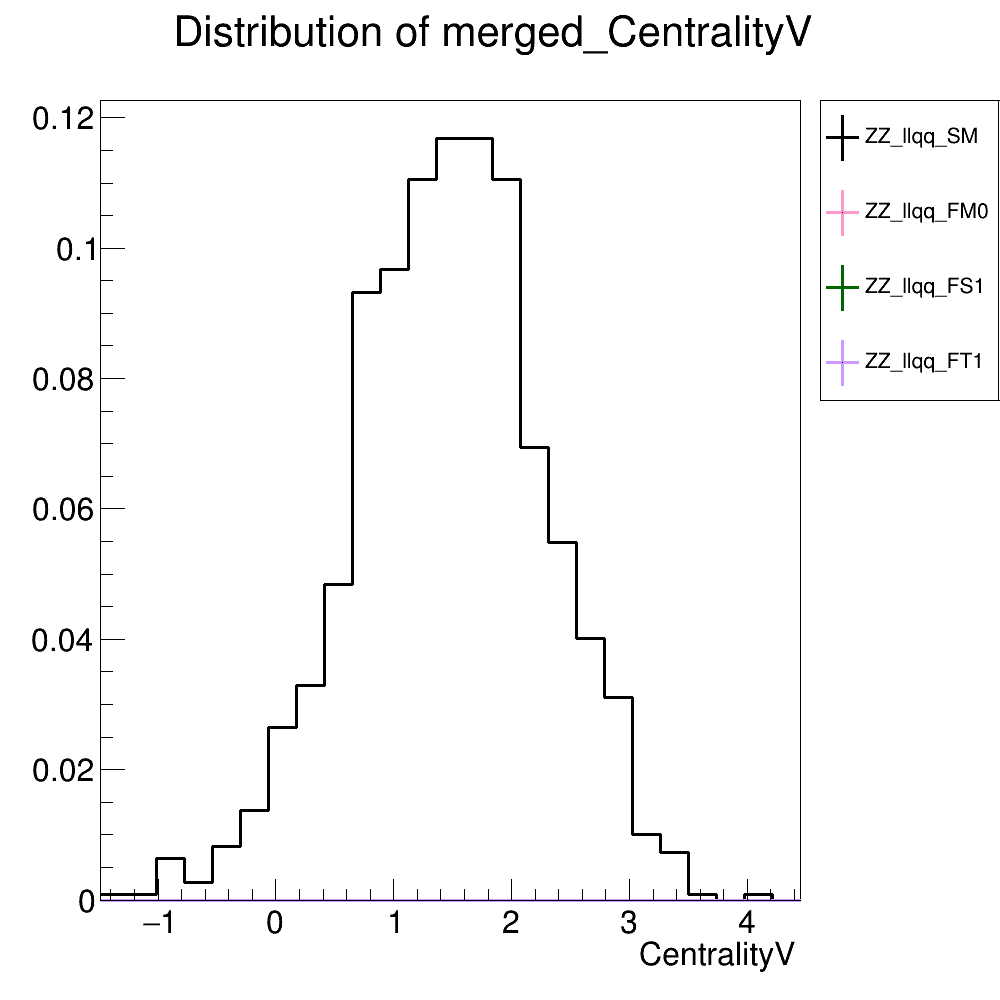 Distribution of merged_CentralityV
0.12
0.1
0.08
0.06
0.04
0.02
0
−1
0
1
2
3
4
CentralityV
ZZ_llqq_SM
ZZ_llqq_FM0
ZZ_llqq_FS1
ZZ_llqq_FT1